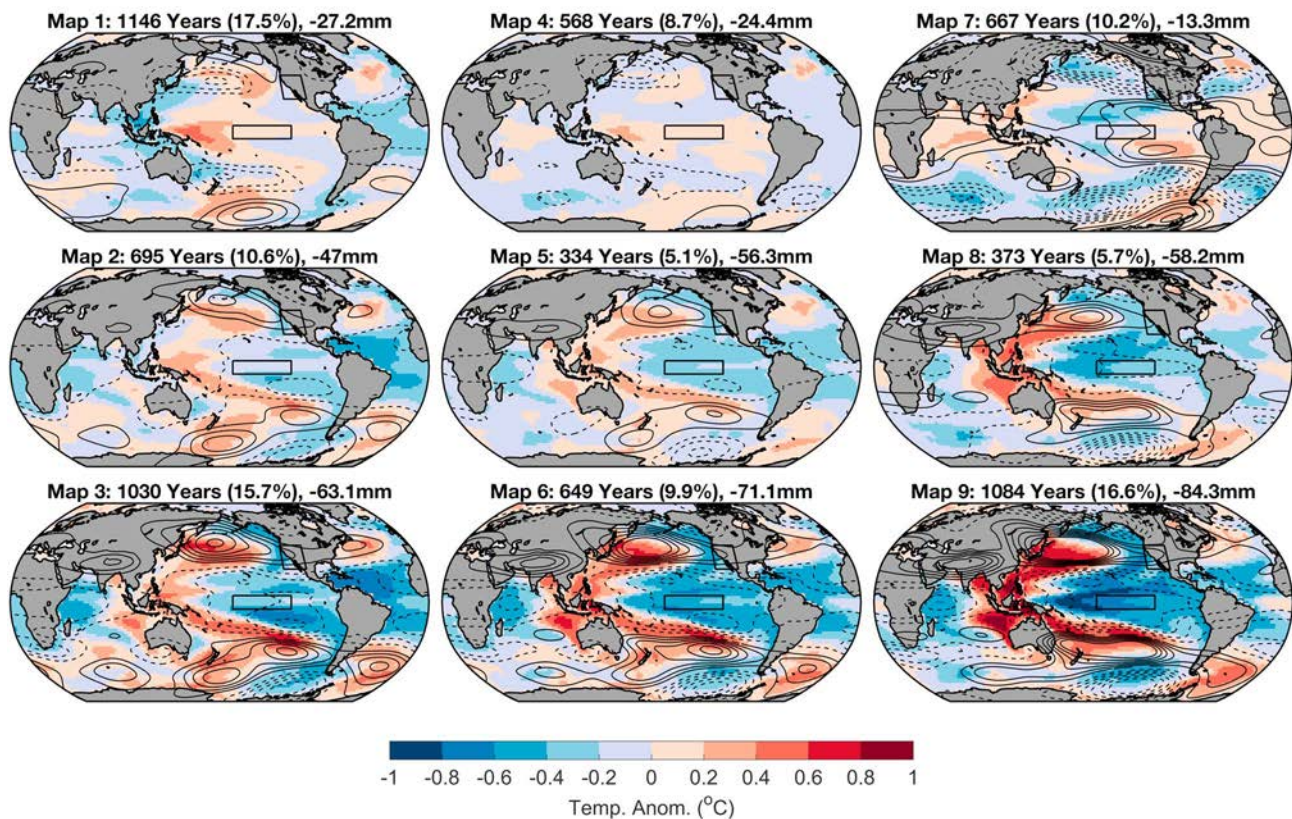 Map 1: 1146 Years (17.5%), -27.2mm
Map 4: 568 Years (8.7%), -24.4mm
Map 7: 667 Years (10.2%), -13.3mm
Map 2: 695 Years (10.6%), -47mm
Map 5: 334 Years (5.1%), -56.3mm
Map 8: 373 Years (5.7%), -58.2mm
Map 3: 1030 Years (15.7%), -63.1mm
Map 6: 649 Years (9.9%), -71.1mm
Map 9: 1084 Years (16.6%), -84.3mm
-1 -0.8 -0.6 -0.4 -0.2 0 0.2 0.4 0.6 0.8 1
Temp. Anom. (°C)